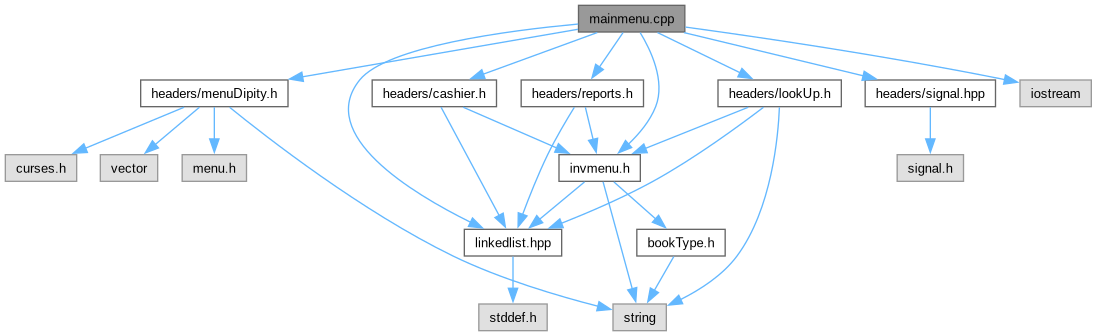 mainmenu.cpp
headers/menuDipity.h
headers/cashier.h
headers/reports.h
headers/lookUp.h
headers/signal.hpp
iostream
curses.h
vector
menu.h
invmenu.h
signal.h
linkedlist.hpp
bookType.h
stddef.h
string